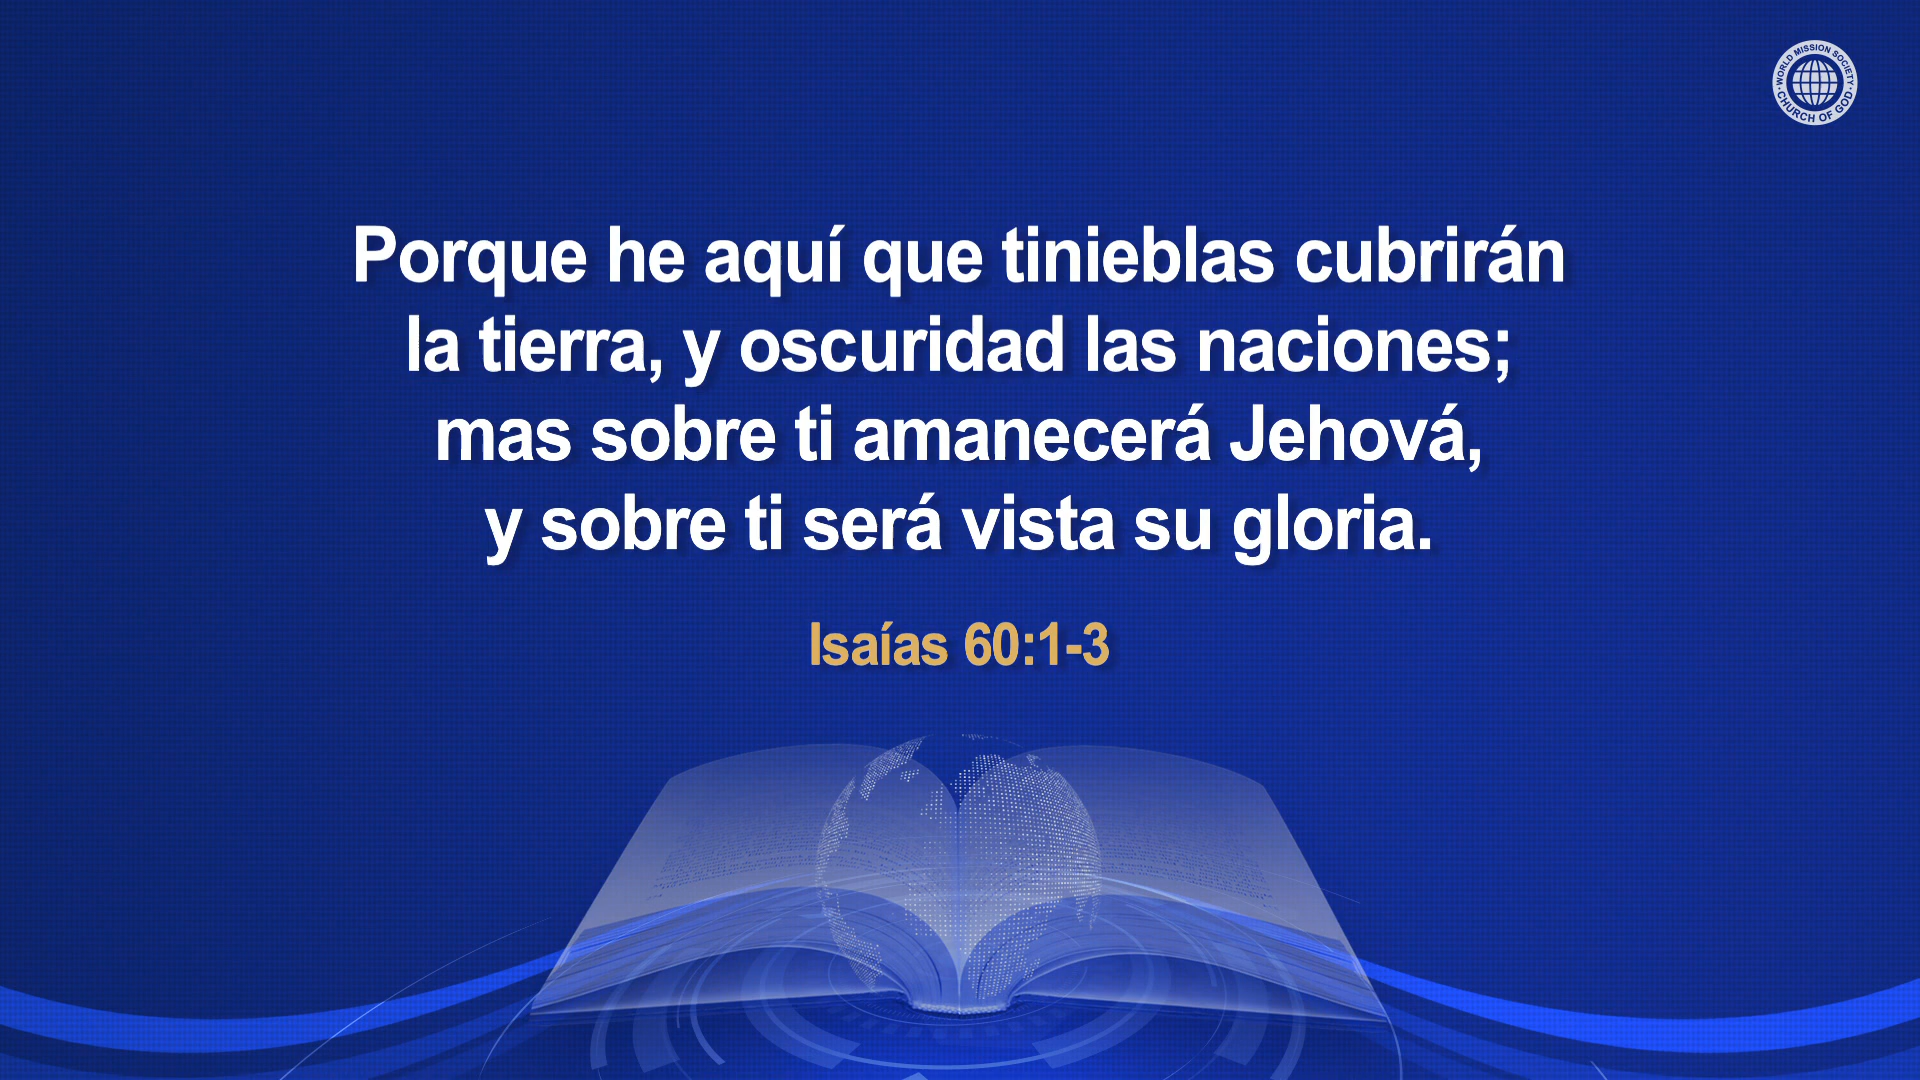 WORLD MISSION SOCIETY
CHURCH OF GOD
Porque he aquí que tinieblas cubrirán
la tierra, y oscuridad las naciones;
mas sobre ti amanecerá Jehová,
y sobre ti será vista su gloria.
Isaías 60:1-3